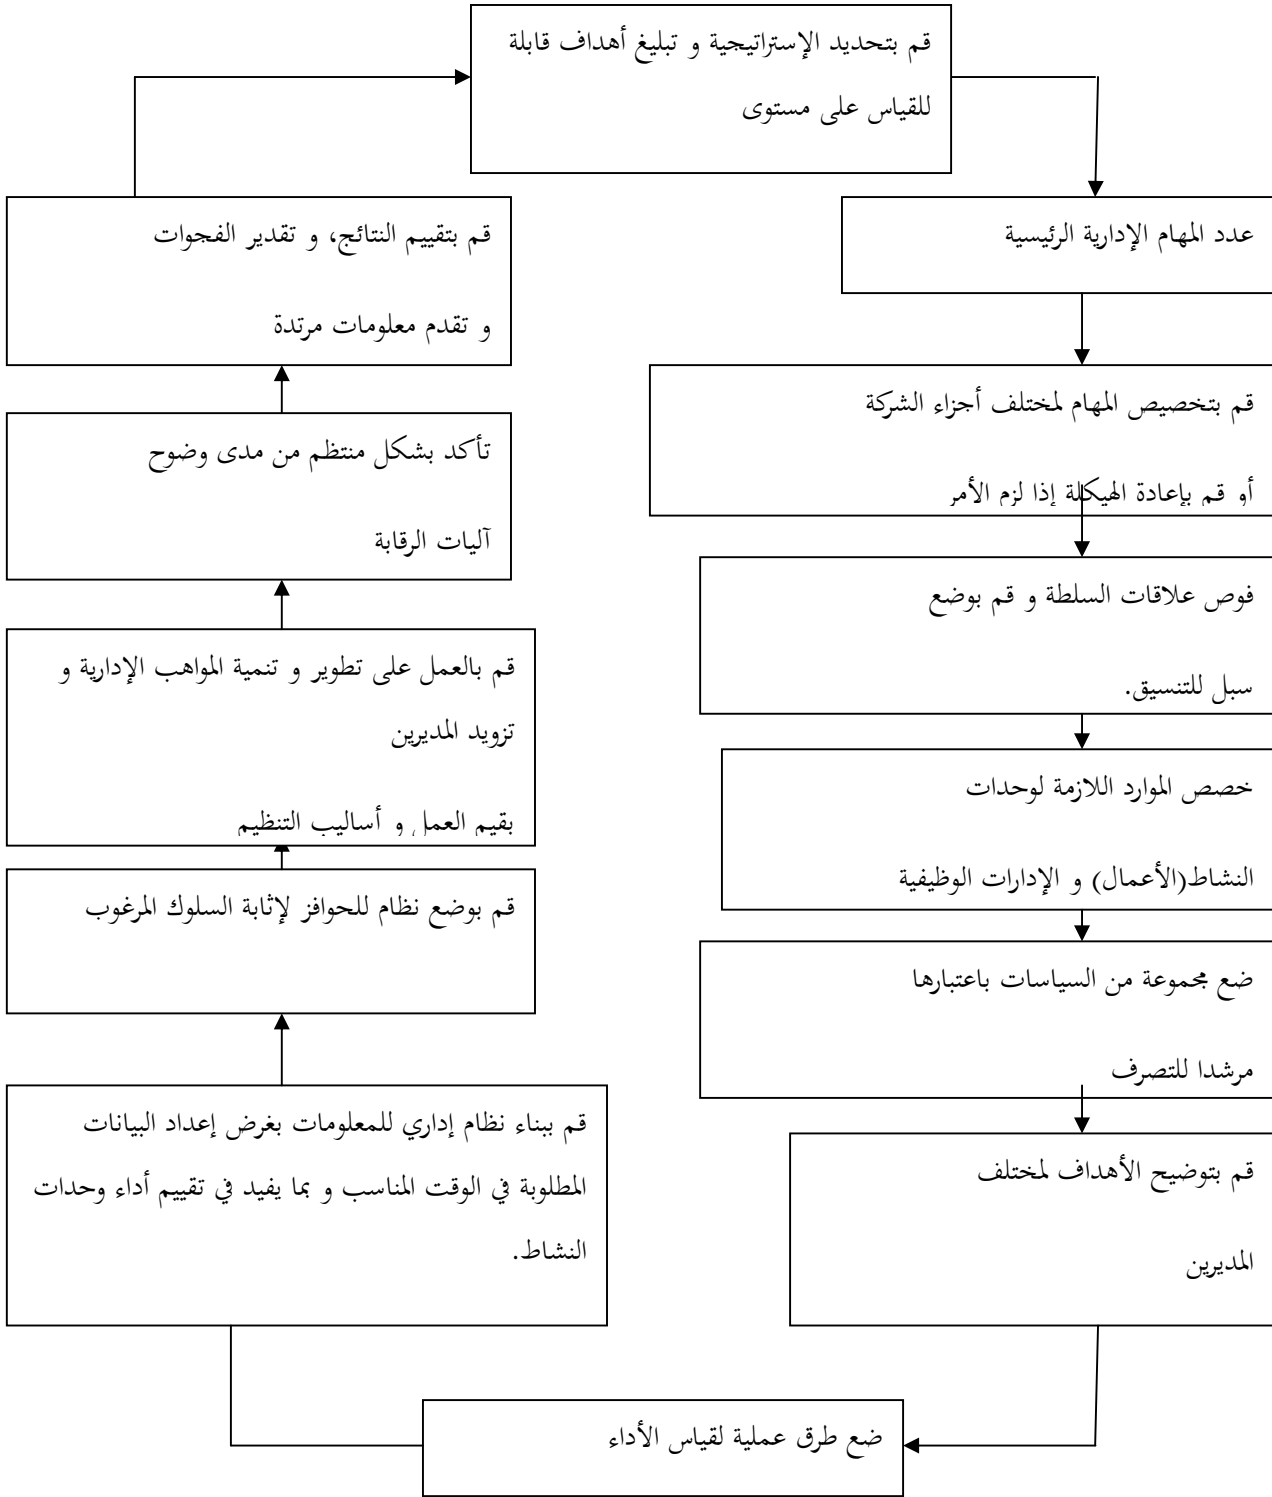 قم بتحديد الإستراتيجية و تبليغ أهداف قابلة
للقياس على مستوى
عدد المهام الإدارية الرئيسية
قم بتخصيص المهام لمختلف أجزاء الشركة
أو قم بإعادة الهيكلة إذا لزم الأمر
فوص علاقات السلطة و قم بوضع
سبل للتنسيق.
خصص الموارد اللازمة لوحدات
النشاط(الأعمال) و الإدارات الوظيفية
ضع مجموعة من السياسات باعتبارها
مرشدا للتصرف
قم بتوضيح الأهداف لمختلف
المديرين
ضع طرق عملية لقياس الأداء
قم ببناء نظام إداري للمعلومات بغرض إعداد البيانات
المطلوبة في الوقت المناسب و بما يفيد في تقييم أداء وحدات
النشاط.
قم بوضع نظام للحوافز لإثابة السلوك المرغوب
قم بالعمل على تطوير و تنمية المواهب الإدارية و
تزويد المديرين
بقيم العمل و أساليب التنظيم
تأكد بشكل منتظم من مدى وضوح
آليات الرقابة
قم بتقييم النتائج، و تقدير الفجوات
و تقدم معلومات مرتدة